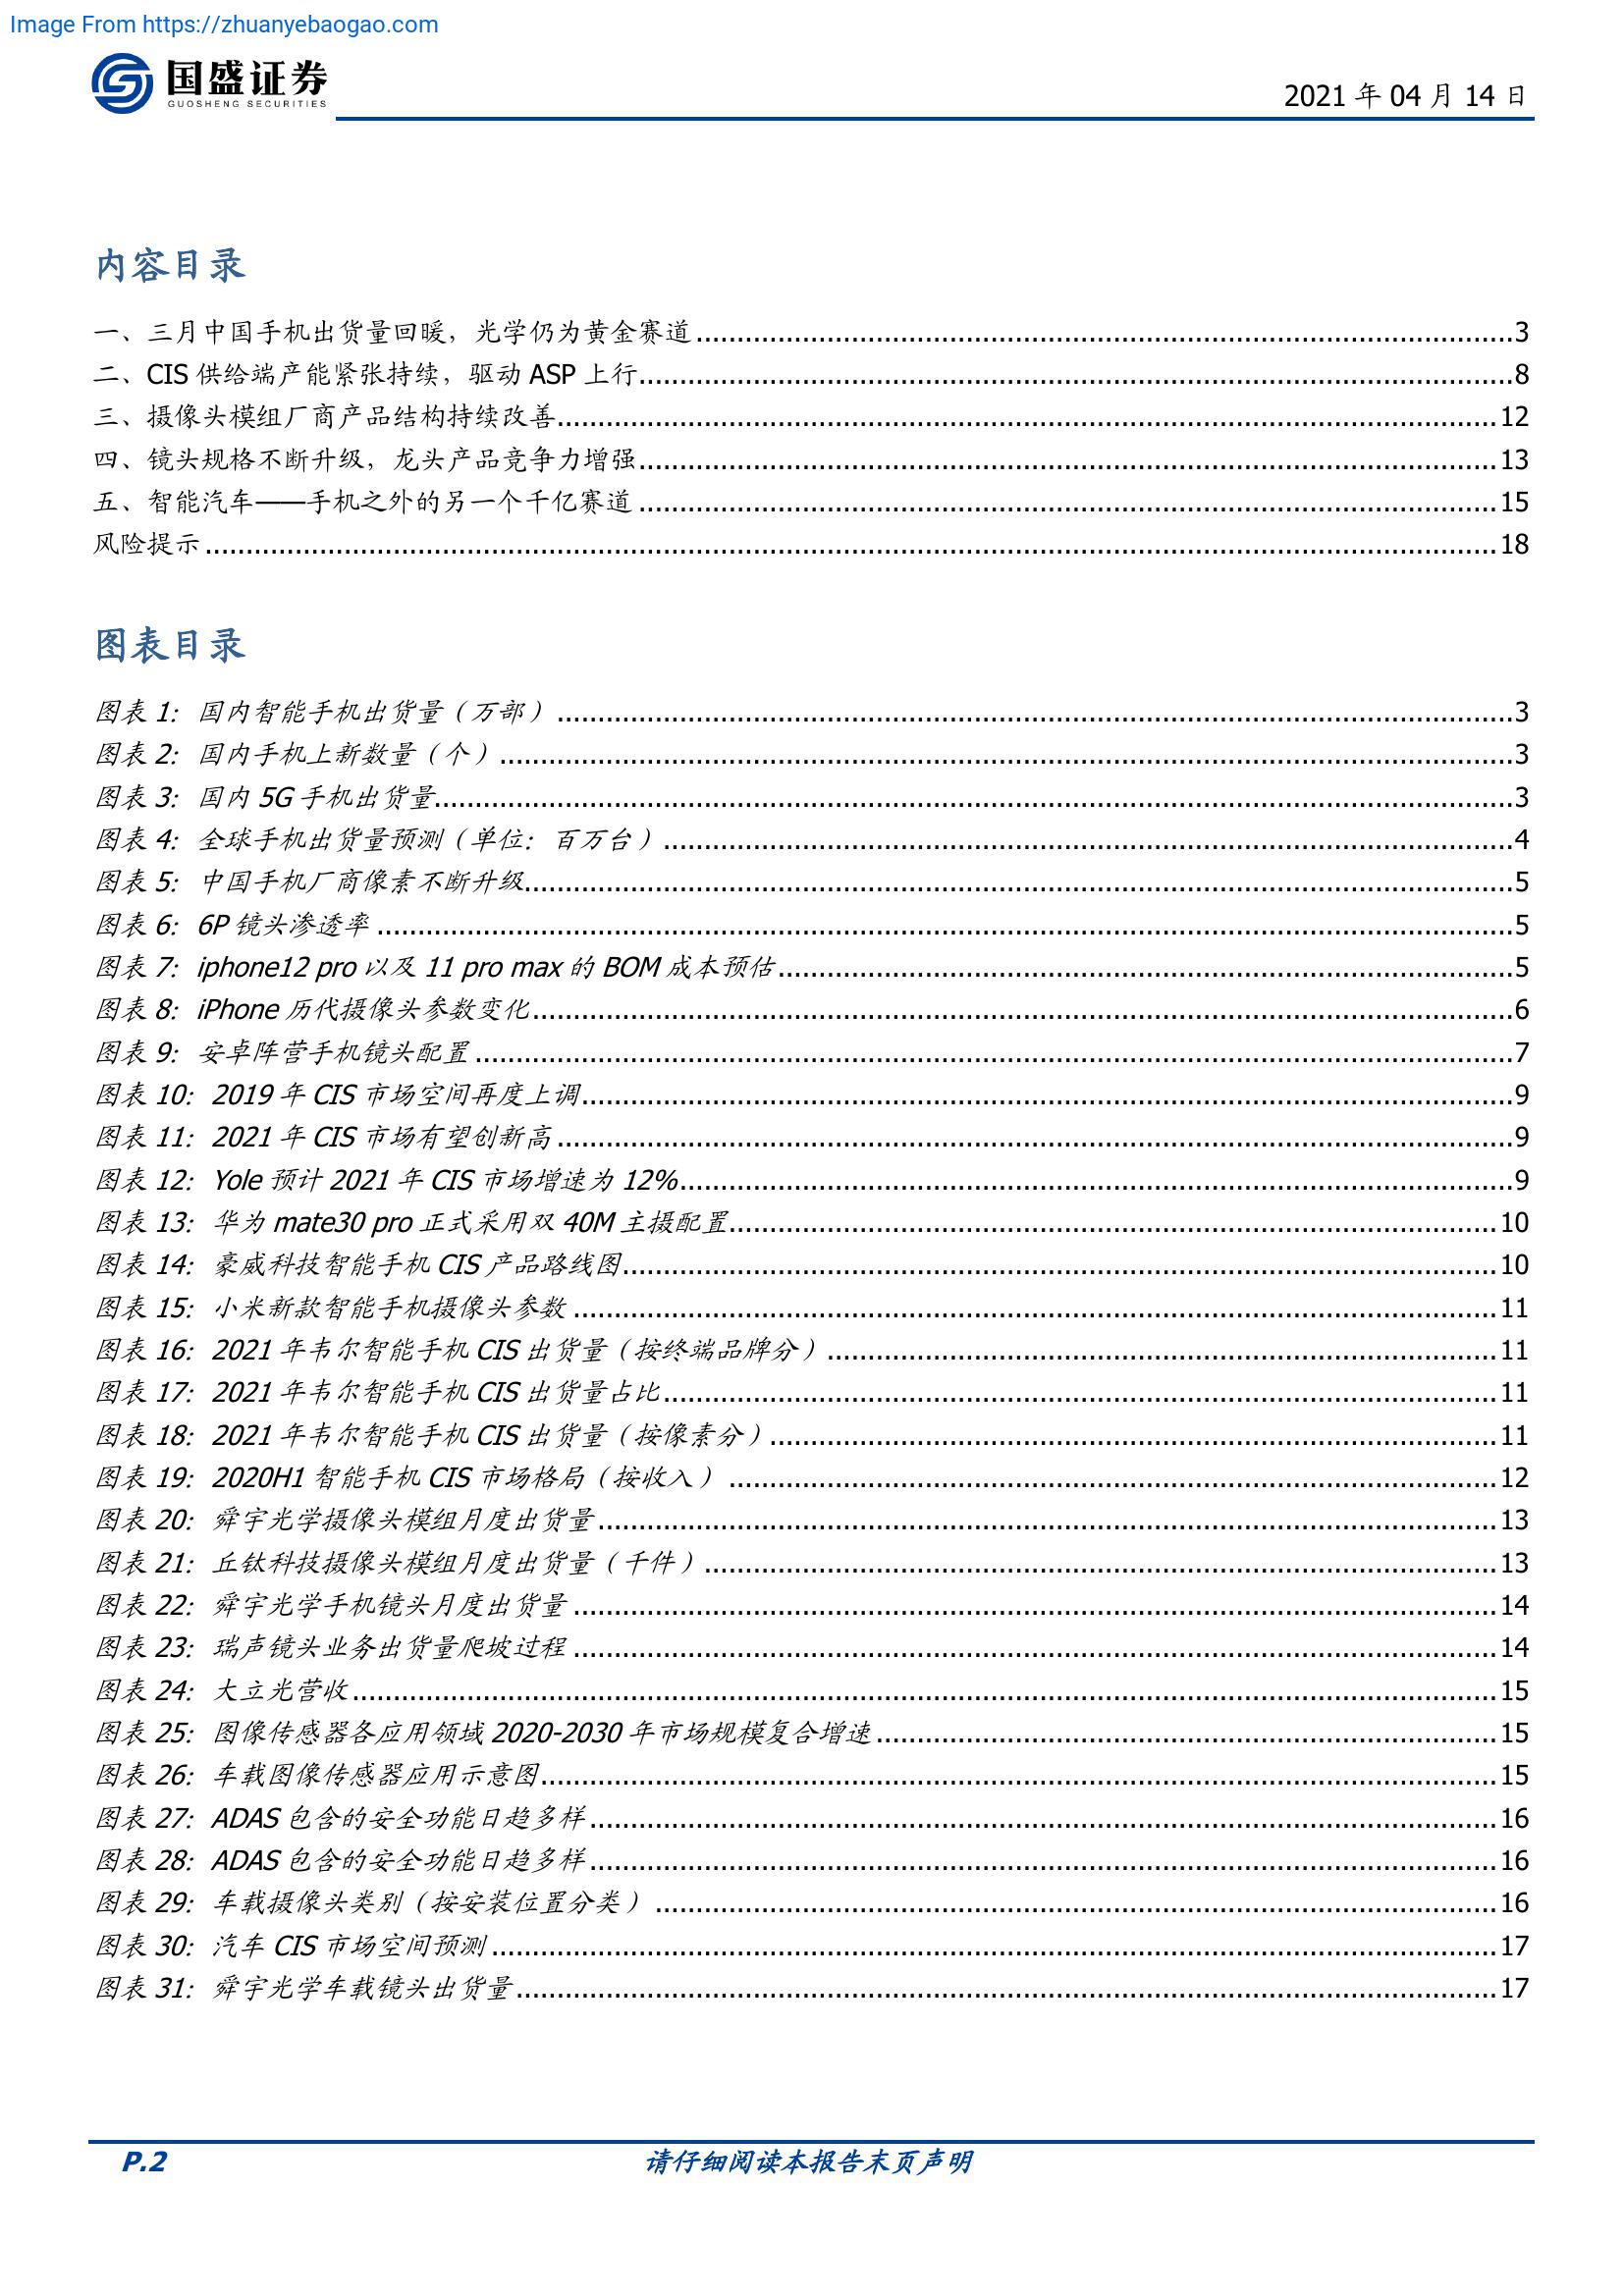 Image From https://zhuanyebaogao.com
国盛证券
GUOSHENG SECURITIES
2021 年 04 月 14 日
内容目录
一、三月中国手机出货量回暖，光学仍为黄金赛道 3
二、CIS 供给端产能紧张持续，驱动 ASP 上行 8
三、摄像头模组厂商产品结构持续改善 12
四、镜头规格不断升级，龙头产品竞争力增强 13
五、智能汽车——手机之外的另一个千亿赛道 15
风险提示 18
图表目录
图表 1：国内智能手机出货量（万部） 3
图表 2：国内手机上新数量（个） 3
图表 3：国内 5G 手机出货量 3
图表 4：全球手机出货量预测（单位：百万台） 4
图表 5：中国手机厂商像素不断升级 5
图表 6：6P 镜头渗透率 5
图表 7：iphone12 pro 以及 11 pro max 的 BOM 成本预估 5
图表 8：iPhone 历代摄像头参数变化 6
图表 9：安卓阵营手机镜头配置 7
图表 10：2019 年 CIS 市场空间再度上调 9
图表 11：2021 年 CIS 市场有望创新高 9
图表 12：Yole 预计 2021 年 CIS 市场增速为 12% 9
图表 13：华为 mate30 pro 正式采用双 40M 主摄配置 10
图表 14：豪威科技智能手机 CIS 产品路线图 10
图表 15：小米新款智能手机摄像头参数 11
图表 16：2021 年韦尔智能手机 CIS 出货量（按终端品牌分） 11
图表 17：2021 年韦尔智能手机 CIS 出货量占比 11
图表 18：2021 年韦尔智能手机 CIS 出货量（按像素分） 11
图表 19：2020H1 智能手机 CIS 市场格局（按收入） 12
图表 20：舜宇光学摄像头模组月度出货量 13
图表 21：丘钛科技摄像头模组月度出货量（千件） 13
图表 22：舜宇光学手机镜头月度出货量 14
图表 23：瑞声镜头业务出货量爬坡过程 14
图表 24：大立光营收 15
图表 25：图像传感器各应用领域 2020-2030 年市场规模复合增速 15
图表 26：车载图像传感器应用示意图 15
图表 27：ADAS 包含的安全功能日趋多样 16
图表 28：ADAS 包含的安全功能日趋多样 16
图表 29：车载摄像头类别（按安装位置分类） 16
图表 30：汽车 CIS 市场空间预测 17
图表 31：舜宇光学车载镜头出货量 17
P.2
请仔细阅读本报告末页声明